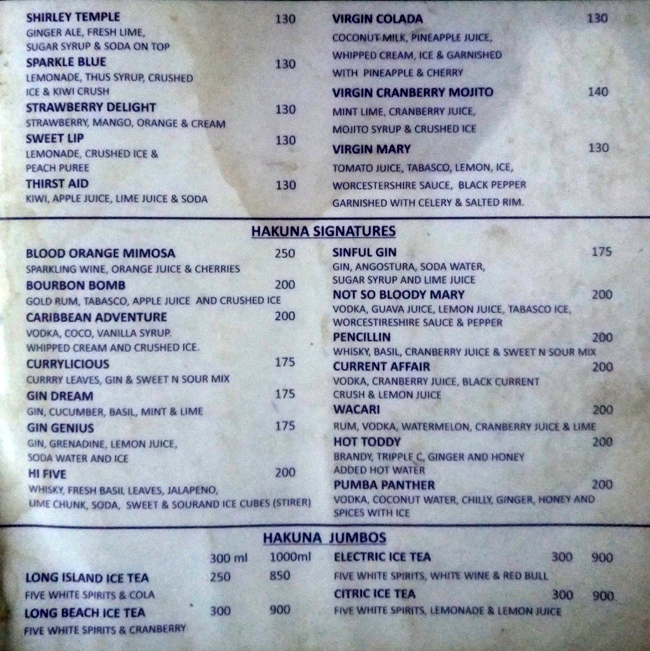 SHIRLEY TEMPLE 130
GINGER ALE, FRESH LIME,
SUGAR SYRUP & SODA ON TOP
SPARKLE BLUE 130
LEMONADE, THUS SYRUP, CRUSHED
ICE & KIWI CRUSH
STRAWBERRY DELIGHT 130
STRAWBERRY, MANGO, ORANGE & CREAM
SWEET LIP 130
LEMONADE, CRUSHED ICE &
PEACH PUREE
THIRST AID 130
KIWI, APPLE JUICE, LIME JUICE & SODA
VIRGIN COLADA 130
COCONUT MILK, PINEAPPLE JUICE,
WHIPPED CREAM, ICE & GARNISHED
WITH PINEAPPLE & CHERRY
VIRGIN CRANBERRY MOJITO 140
MINT LIME, CRANBERRY JUICE,
MOJITO SYRUP & CRUSHED ICE
VIRGIN MARY 130
TOMATO JUICE, TABASCO, LEMON, ICE,
WORCESTERSHIRE SAUCE, BLACK PEPPER
GARNISHED WITH CELERY & SALTED RIM.
HAKUNA SIGNATURES
BLOOD ORANGE MIMOSA 250
SPARKLING WINE, ORANGE JUICE & CHERRIES
BOURBON BOMB 200
GOLD RUM, TABASCO, APPLE JUICE AND CRUSHED ICE
CARIBBEAN ADVENTURE 200
VODKA, COCO, VANILLA SYRUP.
WHIPPED CREAM AND CRUSHED ICE.
CURRYLICIOUS 175
CURRRY LEAVES, GIN & SWEET N SOUR MIX
GIN DREAM 175
GIN, CUCUMBER, BASIL, MINT & LIME
GIN GENIUS 175
GIN, GRENADINE, LEMON JUICE,
SODA WATER AND ICE
HI FIVE 200
WHISKY, FRESH BASIL LEAVES, JALAPENO,
LIME CHUNK, SODA, SWEET & SOURAND ICE CUBES (STIRER)
SINFUL GIN 175
GIN, ANGOSTURA, SODA WATER,
SUGAR SYRUP AND LIME JUICE
NOT SO BLOODY MARY 200
VODKA, GUAVA JUICE, LEMON JUICE, TABASCO ICE,
WORCESTIRESHIRE SAUCE & PEPPER
PENCILLIN 200
WHISKY, BASIL, CRANBERRY JUICE & SWEET N SOUR MIX
CURRENT AFFAIR 200
VODKA, CRANBERRY JUICE, BLACK CURRENT
CRUSH & LEMON JUICE
WACARI 200
RUM, VODKA, WATERMELON, CRANBERRY JUICE & LIME
HOT TODDY 200
BRANDY, TRIPPLE C, GINGER AND HONEY
ADDED HOT WATER
PUMBA PANTHER 200
VODKA, COCONUT WATER, CHILLY, GINGER, HONEY AND
SPICES WITH ICE
HAKUNA JUMBOS
300 ml 1000ml
LONG ISLAND ICE TEA 250 850
FIVE WHITE SPIRITS & COLA
LONG BEACH ICE TEA 300 900
FIVE WHITE SPIRITS & CRANBERRY
ELECTRIC ICE TEA 300 900
FIVE WHITE SPIRITS, WHITE WINE & RED BULL
CITRIC ICE TEA 300 900
FIVE WHITE SPIRITS, LEMONADE & LEMON JUICE